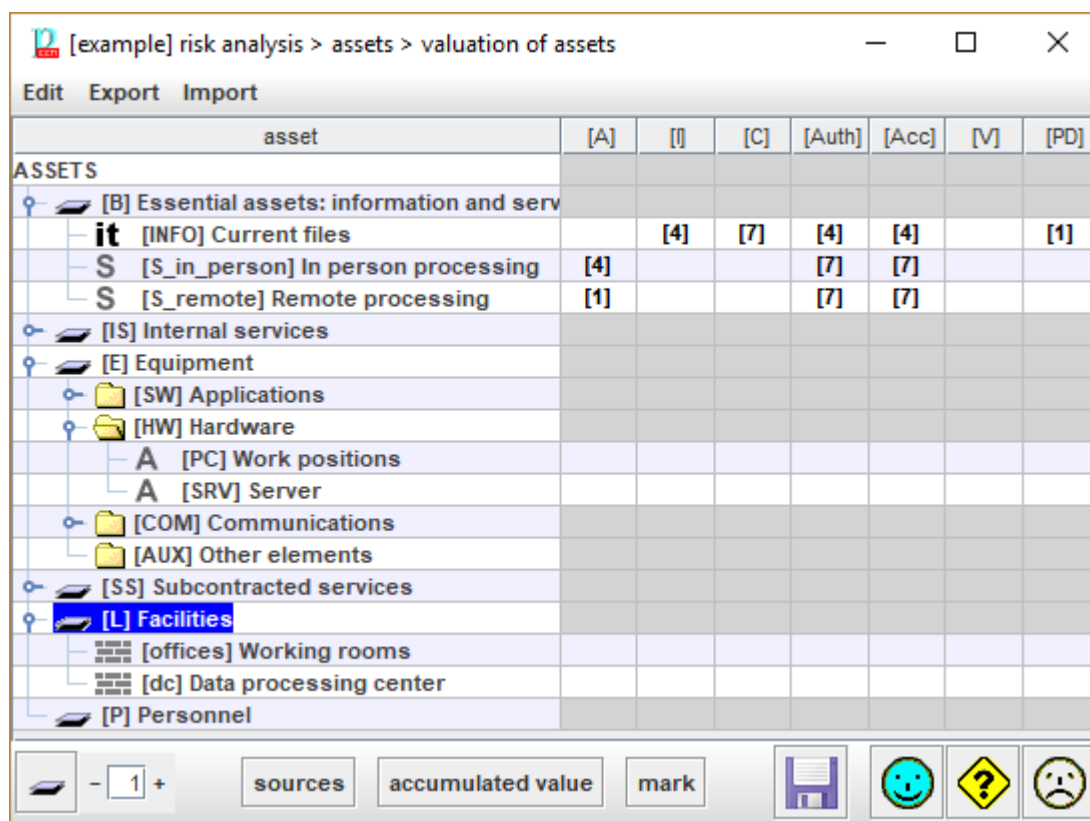 [example] risk analysis > assets > valuation of assets
Edit Export Import
asset [A] [I] [C] [Auth] [Acc] [V] [PD]
ASSETS
[B] Essential assets: information and serv
it [INFO] Current files [4] [7] [4] [4] [1]
S [S_in_person] In person processing [4] [7] [7]
S [S_remote] Remote processing [1] [7] [7]
[IS] Internal services
[E] Equipment
[SW] Applications
[HW] Hardware
A [PC] Work positions
A [SRV] Server
[COM] Communications
[AUX] Other elements
[SS] Subcontracted services
[L] Facilities
[offices] Working rooms
[dc] Data processing center
[P] Personnel
- 1 + sources accumulated value mark ?